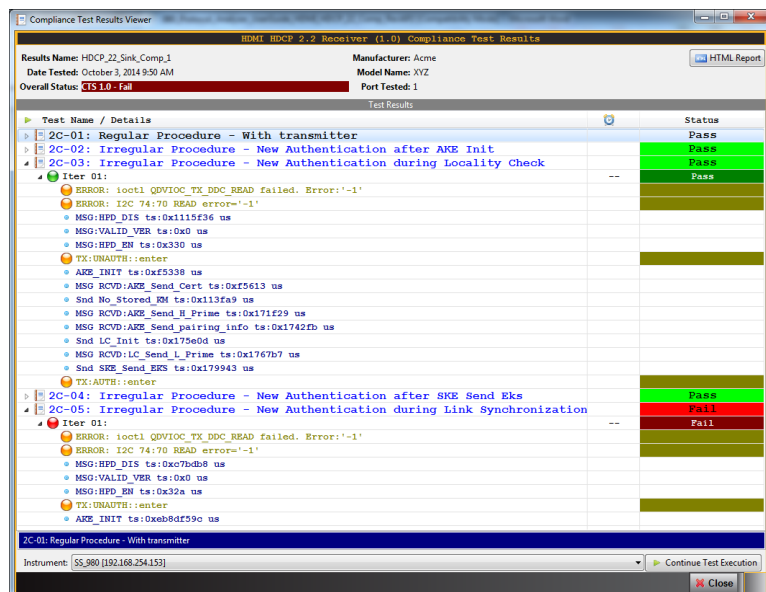 Compliance Test Results Viewer
HDMI HDCP 2.2 Receiver (1.0) Compliance Test Results
Results Name: HDCP_22_Sink_Comp_1
Manufacturer: Acme
HTML Report
Date Tested: October 3, 2014 9:50 AM
Model Name: XYZ
Overall Status: CTS 1.0 - Fail
Port Tested: 1
Test Results
Test Name / Details
Status
2C-01: Regular Procedure - With transmitter
Pass
2C-02: Irregular Procedure - New Authentication after AKE Init
Pass
2C-03: Irregular Procedure - New Authentication during Locality Check
Pass
Iter 01:
--
Pass
ERROR: ioctl QDVIOC_TX_DDC_READ failed. Error:'-1'
ERROR: I2C 74:70 READ error='-1'
MSG:HPD_DIS ts:0x1115f36 us
MSG:VALID_VER ts:0x0 us
MSG:HPD_EN ts:0x330 us
TX:UNAUTH::enter
AKE_INIT ts:0xf5338 us
MSG RCVD:AKE_Send_Cert ts:0xf5613 us
Snd No_Stored_KM ts:0x113fa9 us
MSG RCVD:AKE_Send_H_Prime ts:0x171f29 us
MSG RCVD:AKE_Send_pairing_info ts:0x1742fb us
Snd LC_Init ts:0x175e0d us
MSG RCVD:LC_Send_L_Prime ts:0x1767b7 us
Snd SKE_Send_EKS ts:0x179943 us
TX:AUTH::enter
2C-04: Irregular Procedure - New Authentication after SKE Send Eks
Pass
2C-05: Irregular Procedure - New Authentication during Link Synchronization
Fail
Iter 01:
--
Fail
ERROR: ioctl QDVIOC_TX_DDC_READ failed. Error:'-1'
ERROR: I2C 74:70 READ error='-1'
MSG:HPD_DIS ts:0xc7bdb8 us
MSG:VALID_VER ts:0x0 us
MSG:HPD_EN ts:0x32a us
TX:UNAUTH::enter
AKE_INIT ts:0xeb8df59c us
2C-01: Regular Procedure - With transmitter
Instrument: SS_980 [192.168.254.153]
Continue Test Execution
Close